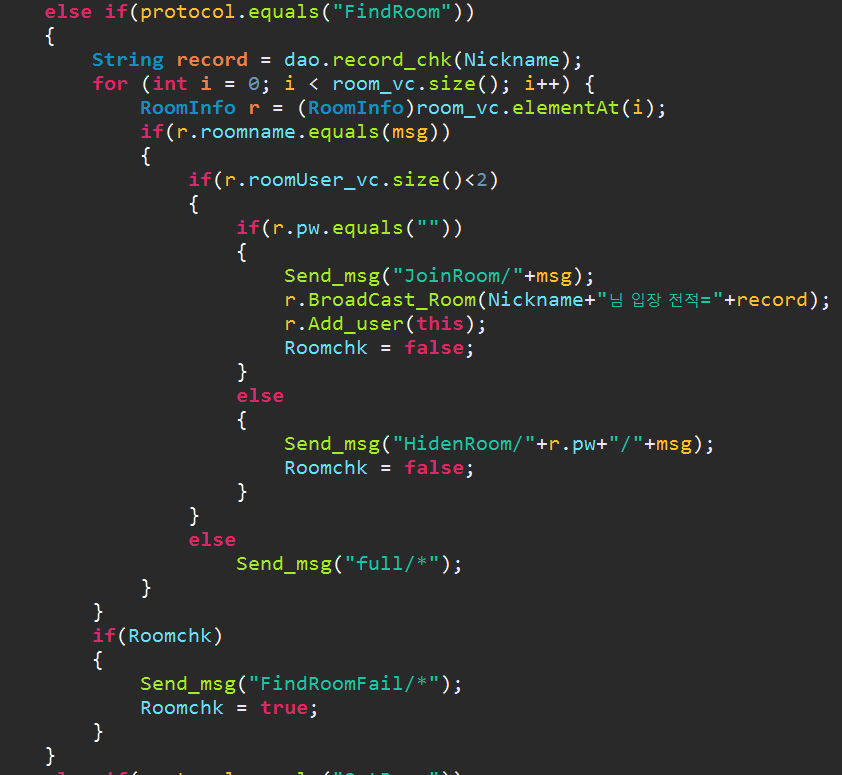 else if(protocol.equals("FindRoom"))
{
String record = dao.record_chk(Nickname);
for (int i = 0; i < room_vc.size(); i++) {
RoomInfo r = (RoomInfo)room_vc.elementAt(i);
if(r.roomname.equals(msg))
{
if(r.roomUser_vc.size()<2)
{
if(r.pw.equals(""))
{
Send_msg("JoinRoom/"+msg);
r.BroadCast_Room(Nickname+"님 입장 전적="+record);
r.Add_user(this);
Roomchk = false;
}
else
{
Send_msg("HidenRoom/"+r.pw+"/"+msg);
Roomchk = false;
}
}
else
Send_msg("full/*");
}
}
if(Roomchk)
{
Send_msg("FindRoomFail/*");
Roomchk = true;
}
}